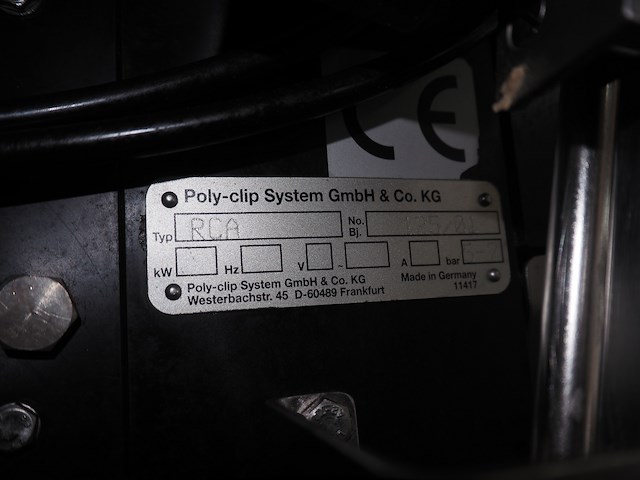 CE
Poly-clip System GmbH & Co. KG
Typ RCA No. Bj.
kW Hz V ~ A bar
Poly-clip System GmbH & Co. KG Made in Germany
Westerbachstr. 45 D-60489 Frankfurt 11417